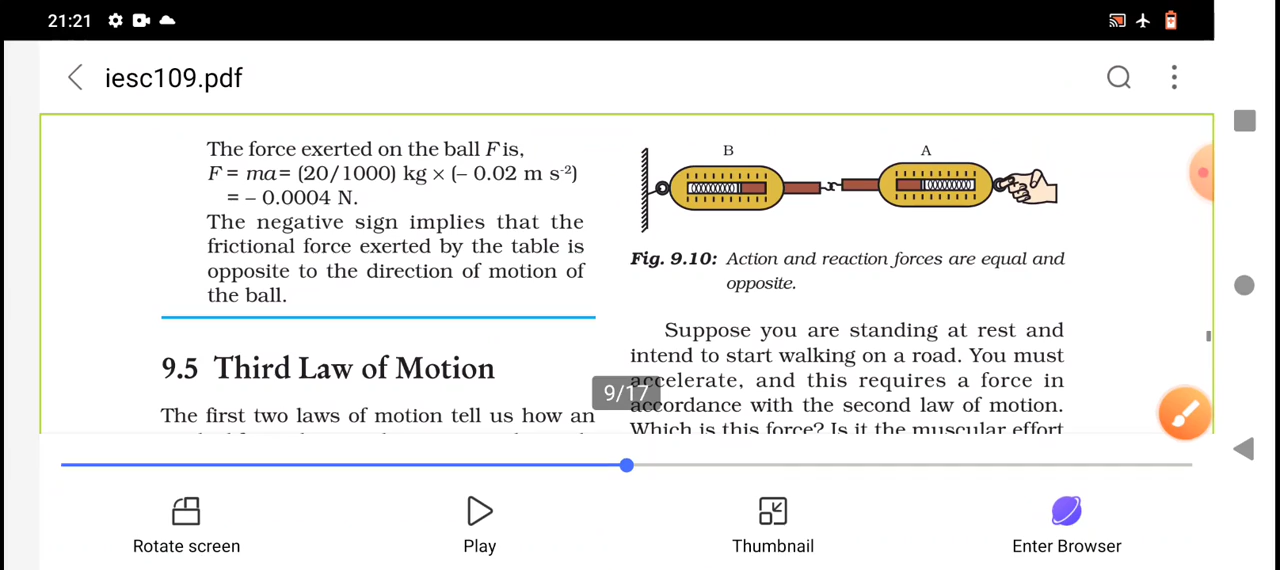 21:21
iesc109.pdf
The force exerted on the ball F is,
F = ma = (20/1000) kg × (– 0.02 m s-2)
= – 0.0004 N.
The negative sign implies that the
frictional force exerted by the table is
opposite to the direction of motion of
the ball.
9.5 Third Law of Motion
The first two laws of motion tell us how an
B
A
Fig. 9.10: Action and reaction forces are equal and
opposite.
Suppose you are standing at rest and
intend to start walking on a road. You must
accelerate, and this requires a force in
accordance with the second law of motion.
Which is this force? Is it the muscular effort
9/17
Rotate screen
Play
Thumbnail
Enter Browser